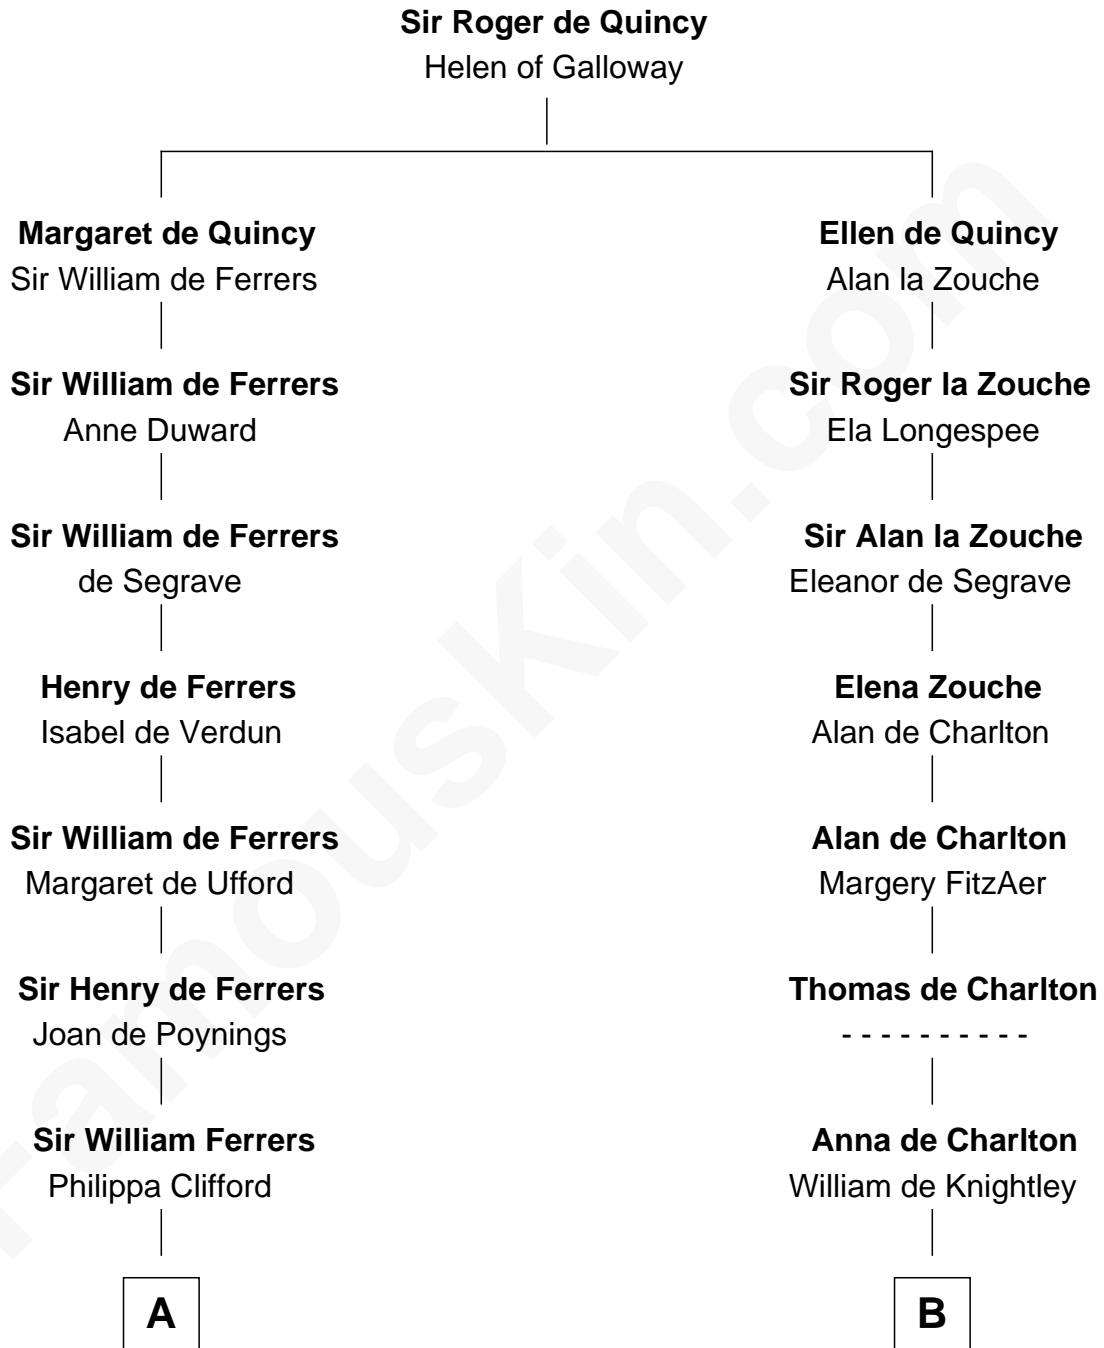 Sir Roger de Quincy
Helen of Galloway
Margaret de Quincy
Sir William de Ferrers
Ellen de Quincy
Alan la Zouche
Sir William de Ferrers
Anne Duward
Sir Roger la Zouche
Ela Longespee
Sir William de Ferrers
de Segrave
Sir Alan la Zouche
Eleanor de Segrave
Henry de Ferrers
Isabel de Verdun
Elena Zouche
Alan de Charlton
Sir William de Ferrers
Margaret de Ufford
Alan de Charlton
Margery FitzAer
Sir Henry de Ferrers
Joan de Poynings
Thomas de Charlton
- - - - - - - - - -
Sir William Ferrers
Philippa Clifford
Anna de Charlton
William de Knightley
A
B
FamousKin.com